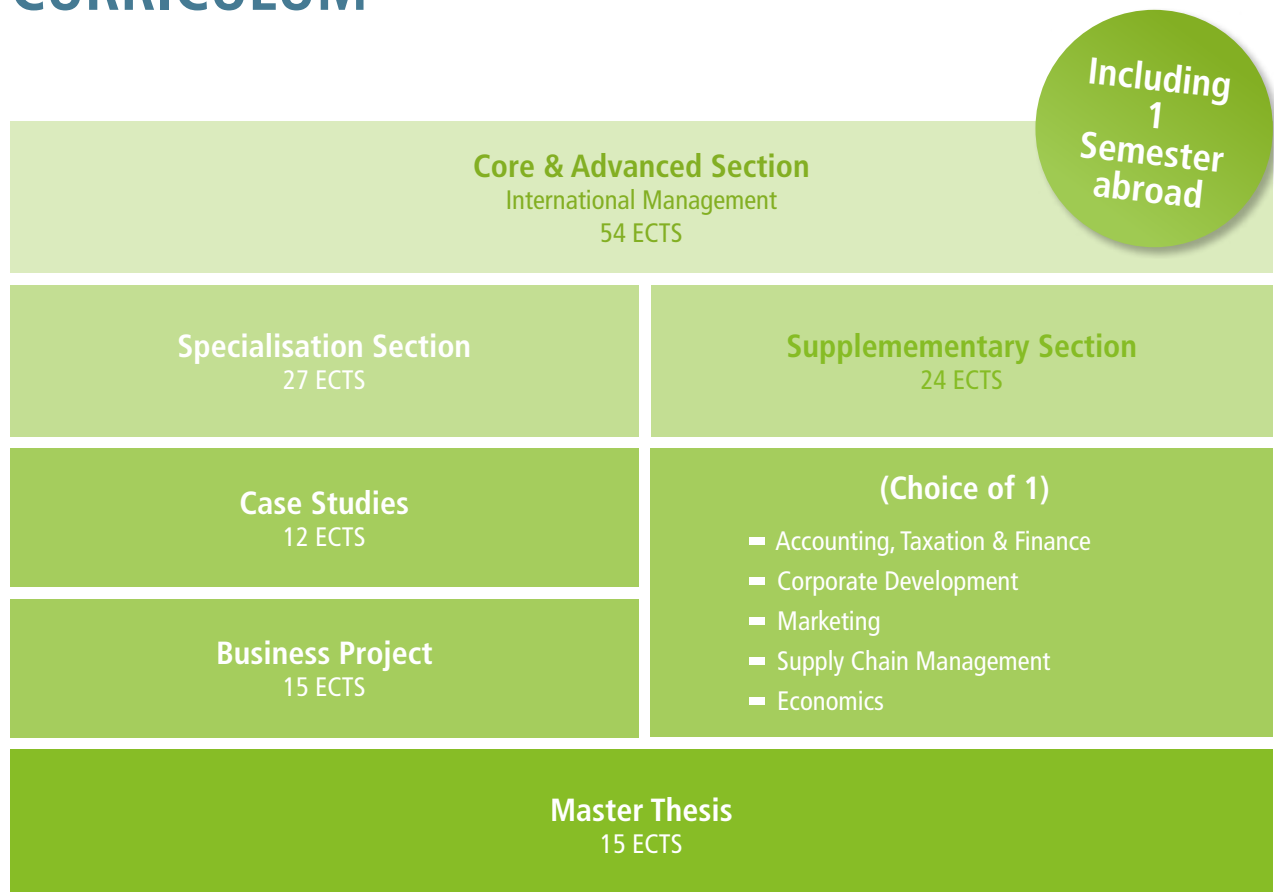 CURRICULUM
Including
1
Semester
abroad
Core & Advanced Section
International Management
54 ECTS
Specialisation Section
27 ECTS
Supplemementary Section
24 ECTS
Case Studies
12 ECTS
Business Project
15 ECTS
(Choice of 1)
Accounting, Taxation & Finance
Corporate Development
Marketing
Supply Chain Management
Economics
Master Thesis
15 ECTS